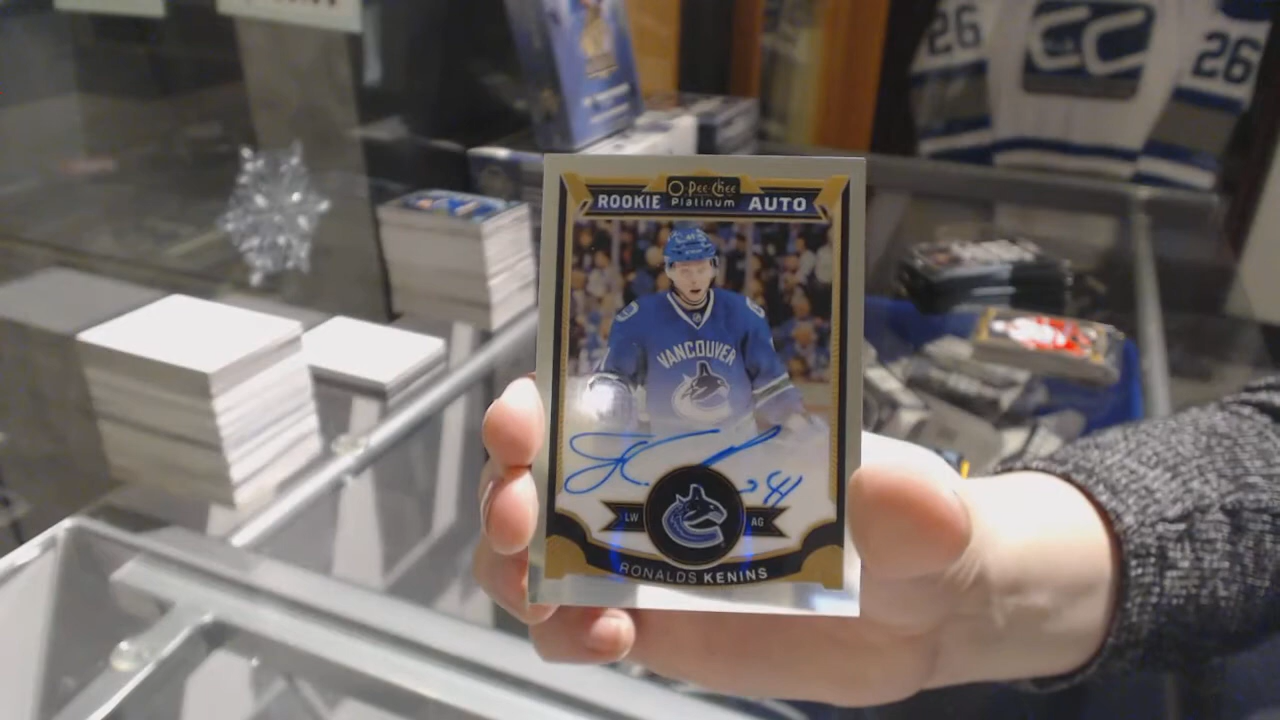 26
26
O-Pee-Chee
ROOKIE Platinum AUTO
VANCOUVER
LW AG
RONALDS KENINS